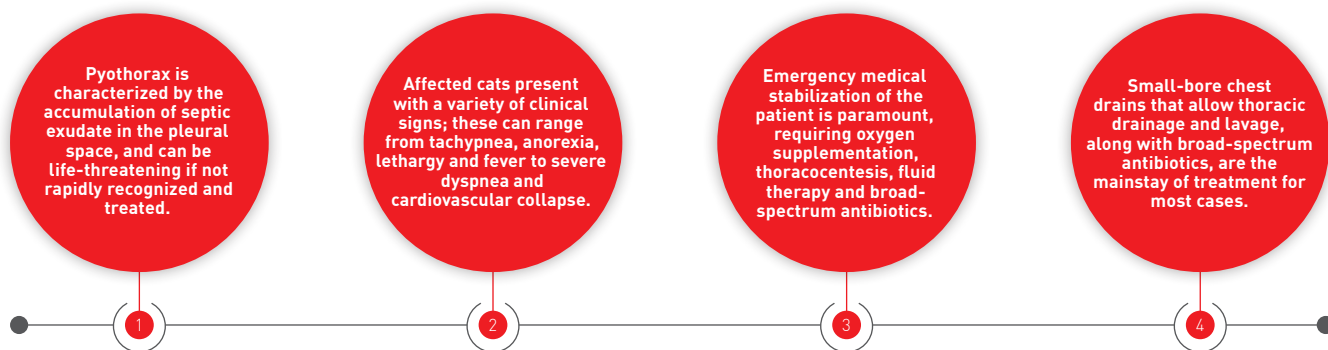 Pyothorax is
characterized by the
accumulation of septic
exudate in the pleural
space, and can be
life-threatening if not
rapidly recognized and
treated.
Affected cats present
with a variety of clinical
signs; these can range
from tachypnea, anorexia,
lethargy and fever to severe
dyspnea and
cardiovascular collapse.
Emergency medical
stabilization of the
patient is paramount,
requiring oxygen
supplementation,
thoracocentesis, fluid
therapy and broad-
spectrum antibiotics.
Small-bore chest
drains that allow thoracic
drainage and lavage,
along with broad-spectrum
antibiotics, are the
mainstay of treatment for
most cases.
1
2
3
4